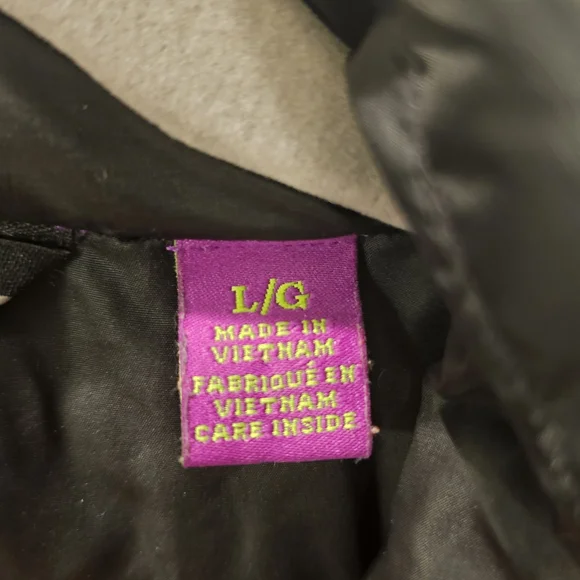 L/G
MADE IN
VIETNAM
FABRIQUÉ EN
VIETNAM
CARE INSIDE